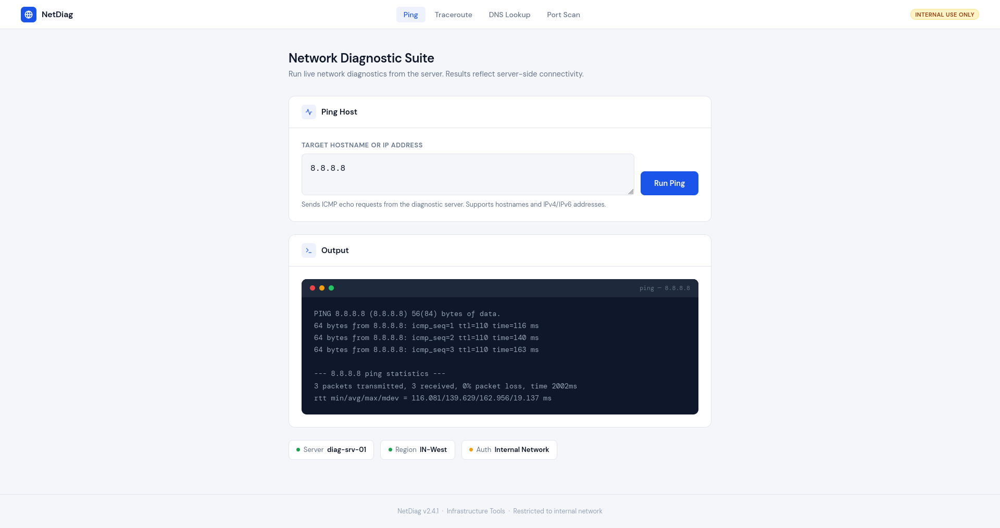 NetDiag
Ping
Traceroute
DNS Lookup
Port Scan
INTERNAL USE ONLY
Network Diagnostic Suite
Run live network diagnostics from the server. Results reflect server-side connectivity.
Ping Host
TARGET HOSTNAME OR IP ADDRESS
8.8.8.8
Run Ping
Sends ICMP echo requests from the diagnostic server. Supports hostnames and IPv4/IPv6 addresses.
Output
ping — 8.8.8.8
PING 8.8.8.8 (8.8.8.8) 56(84) bytes of data.
64 bytes from 8.8.8.8: icmp_seq=1 ttl=110 time=116 ms
64 bytes from 8.8.8.8: icmp_seq=2 ttl=110 time=140 ms
64 bytes from 8.8.8.8: icmp_seq=3 ttl=110 time=163 ms
--- 8.8.8.8 ping statistics ---
3 packets transmitted, 3 received, 0% packet loss, time 2002ms
rtt min/avg/max/mdev = 116.081/139.629/162.956/19.137 ms
Server diag-srv-01
Region IN-West
Auth Internal Network
NetDiag v2.4.1 · Infrastructure Tools · Restricted to internal network